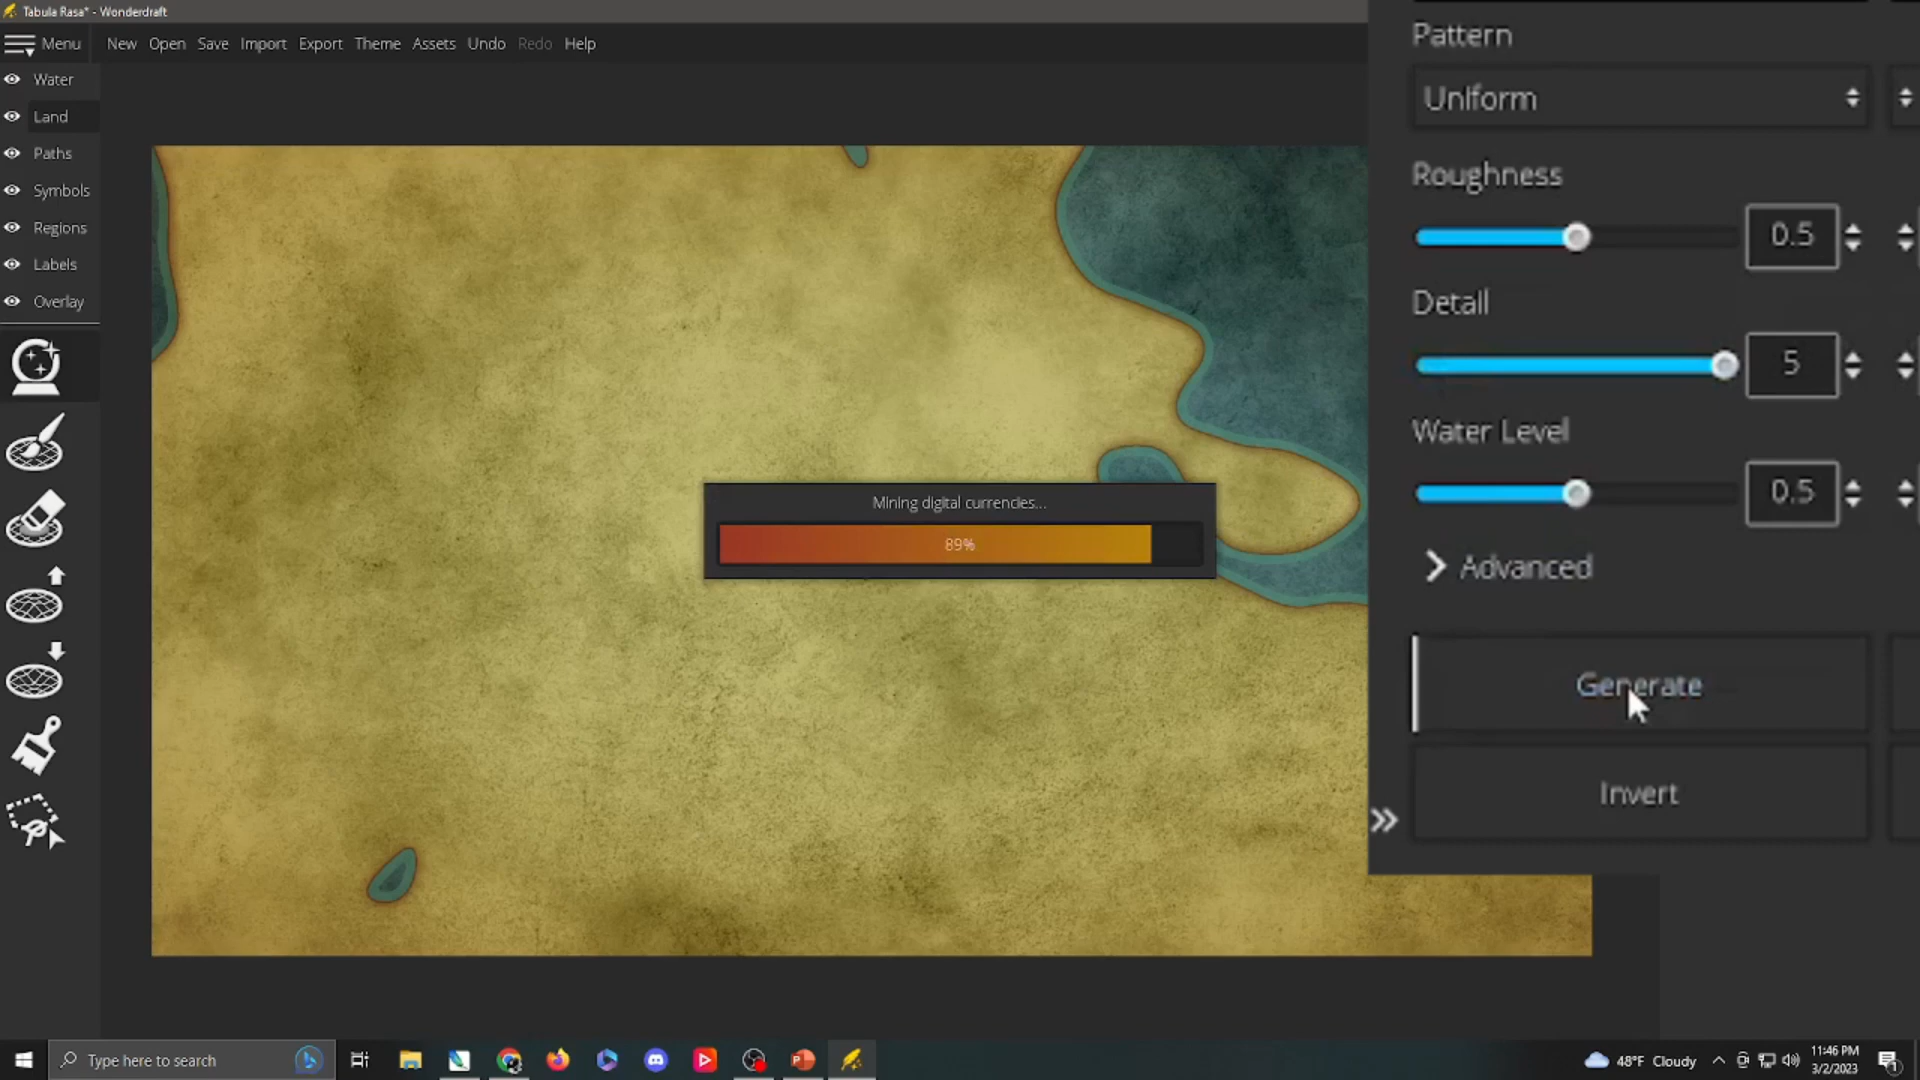 Tabula Rasa* - Wonderdraft
Menu New Open Save Import Export Theme Assets Undo Redo Help
Water
Land
Paths
Symbols
Regions
Labels
Overlay
Mining digital currencies...
89%
Pattern
Uniform
Roughness
0.5
Detail
5
Water Level
0.5
Advanced
Generate
Invert
Type here to search
48°F Cloudy
11:46 PM
3/2/2023
1